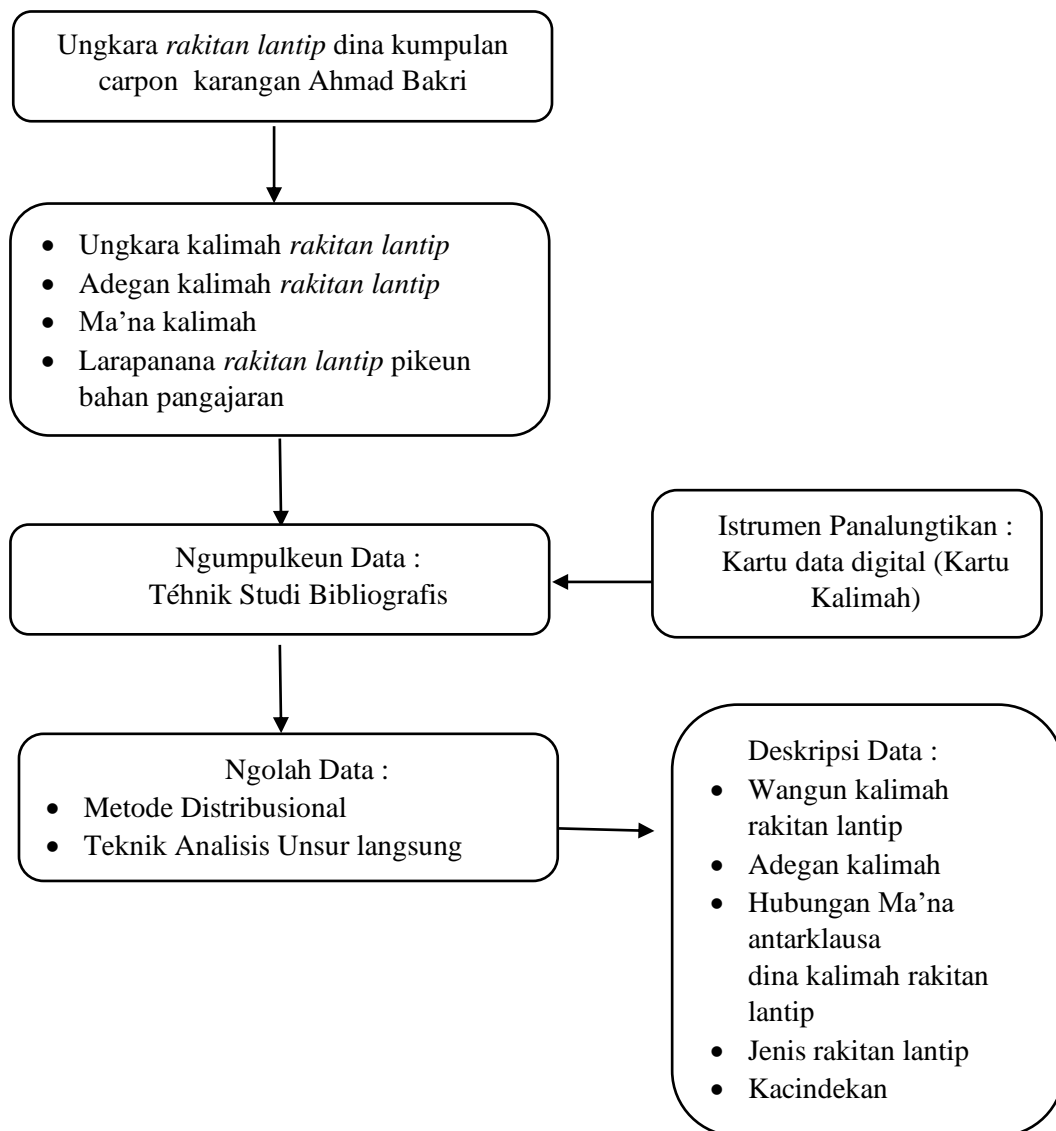 Ungkara rakitan lantip dina kumpulan
carpon karangan Ahmad Bakri
• Ungkara kalimah rakitan lantip
• Adegan kalimah rakitan lantip
• Ma’na kalimah
• Larapanana rakitan lantip pikeun
bahan pangajaran
Ngumpulkeun Data :
Téhnik Studi Bibliografis
Istrumen Panalungtikan :
Kartu data digital (Kartu
Kalimah)
Ngolah Data :
• Metode Distribusional
• Teknik Analisis Unsur langsung
Deskripsi Data :
• Wangun kalimah
rakitan lantip
• Adegan kalimah
• Hubungan Ma’na
antarklausa
dina kalimah rakitan
lantip
• Jenis rakitan lantip
• Kacindekan